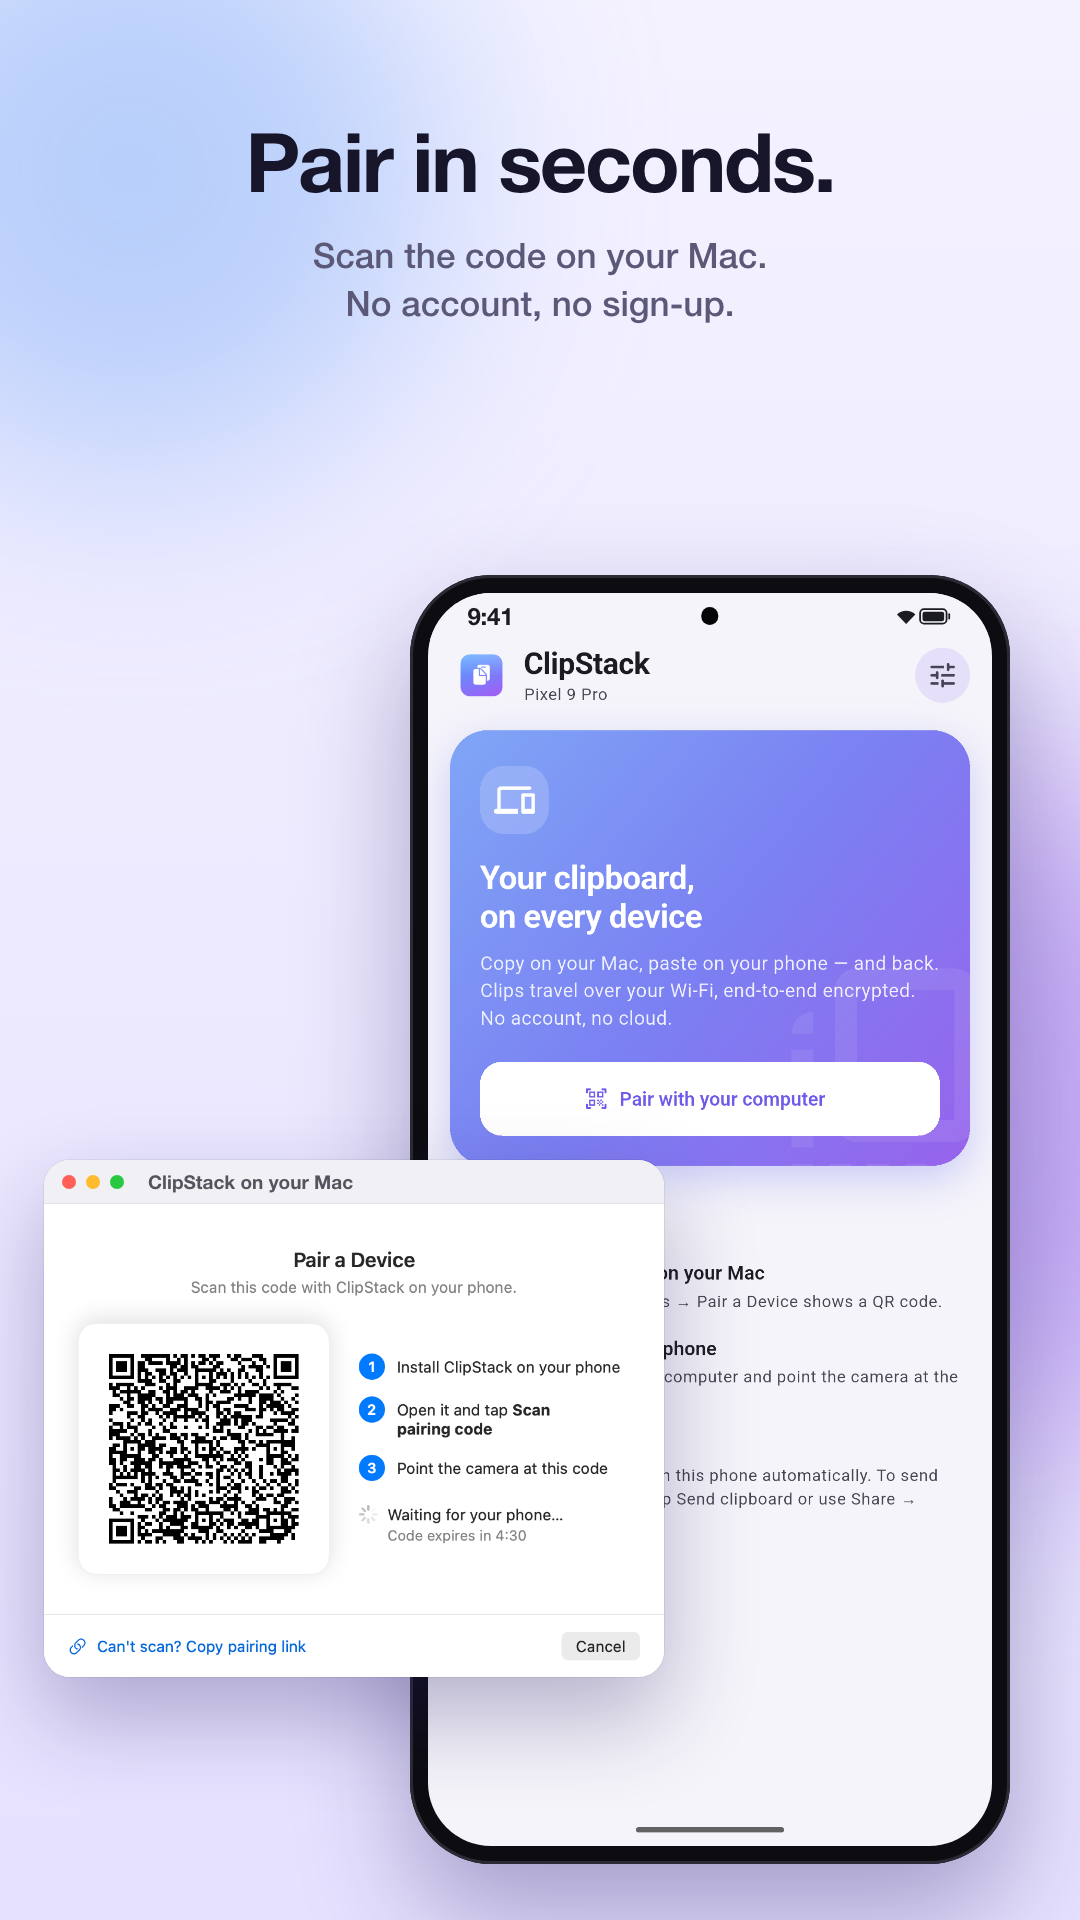 Pair in seconds.
Scan the code on your Mac.
No account, no sign-up.
9:41
ClipStack
Pixel 9 Pro
Your clipboard,
on every device
Copy on your Mac, paste on your phone — and back.
Clips travel over your Wi-Fi, end-to-end encrypted.
No account, no cloud.
Pair with your computer
ClipStack on your Mac
Pair a Device
Scan this code with ClipStack on your phone.
1 Install ClipStack on your phone
2 Open it and tap Scan
pairing code
3 Point the camera at this code
Waiting for your phone...
Code expires in 4:30
Can't scan? Copy pairing link
Cancel
on your Mac
→ Pair a Device shows a QR code.
phone
computer and point the camera at the
this phone automatically. To send
Send clipboard or use Share →